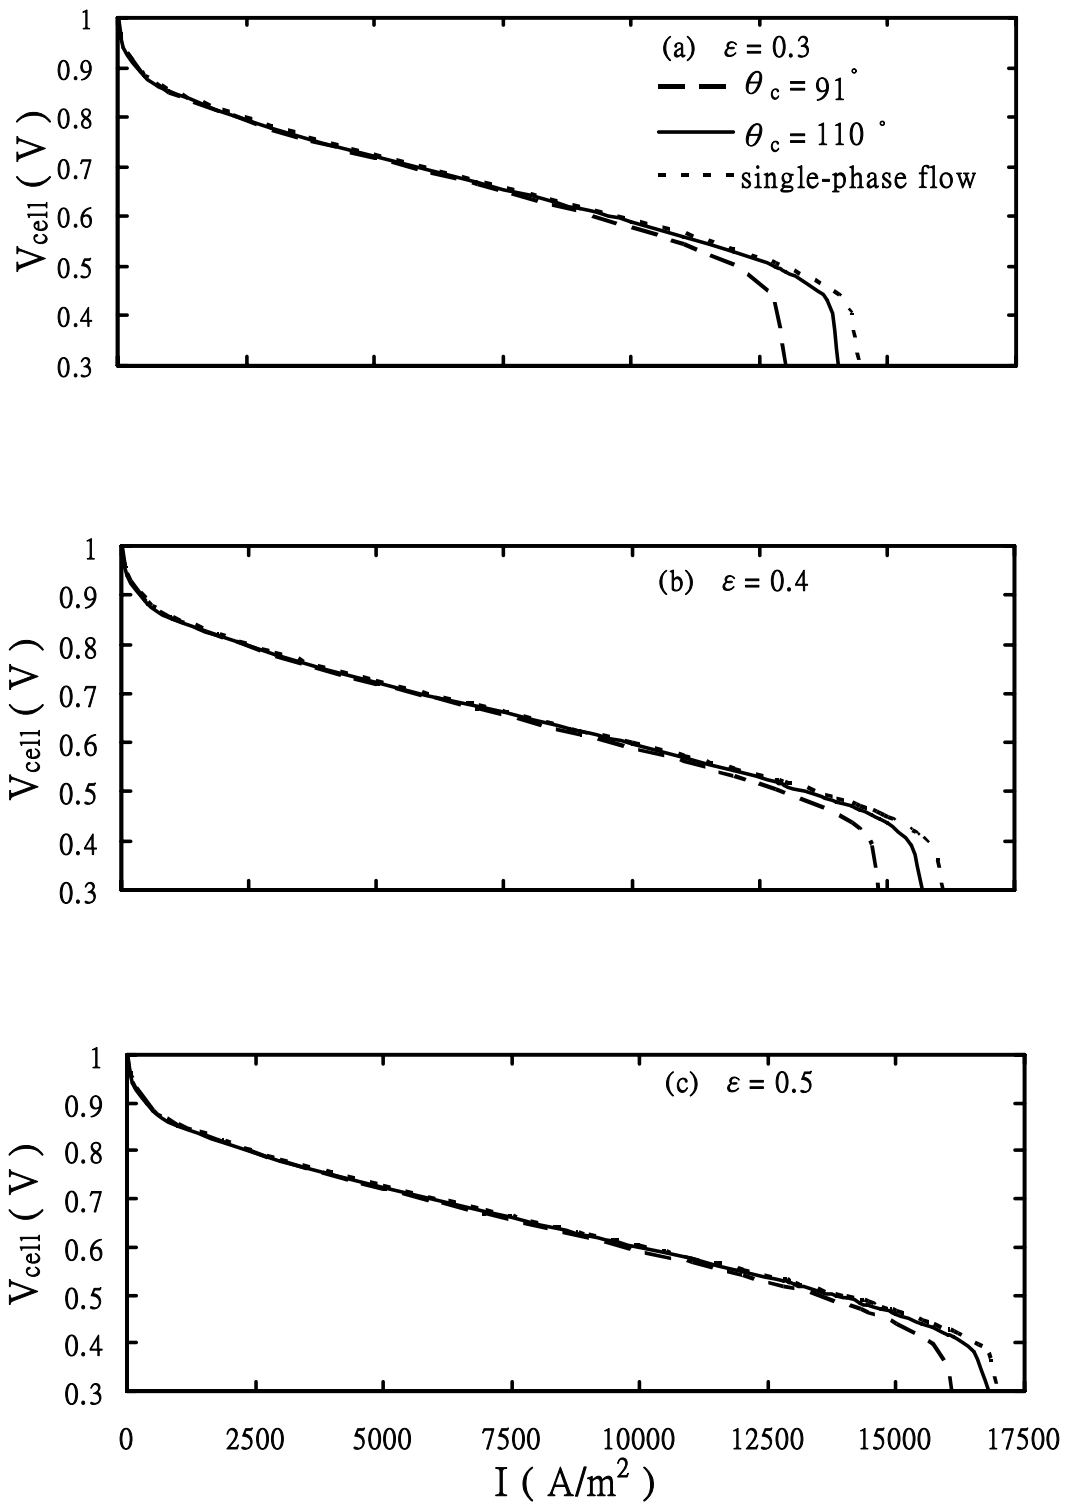 (a) ε = 0.3
θ c = 91°
θ c = 110 °
single-phase flow
1
0.9
0.8
0.7
0.6
0.5
0.4
0.3
Vcell ( V )
(b) ε = 0.4
1
0.9
0.8
0.7
0.6
0.5
0.4
0.3
Vcell ( V )
(c) ε = 0.5
1
0.9
0.8
0.7
0.6
0.5
0.4
0.3
Vcell ( V )
0 2500 5000 7500 10000 12500 15000 17500
I ( A/m² )